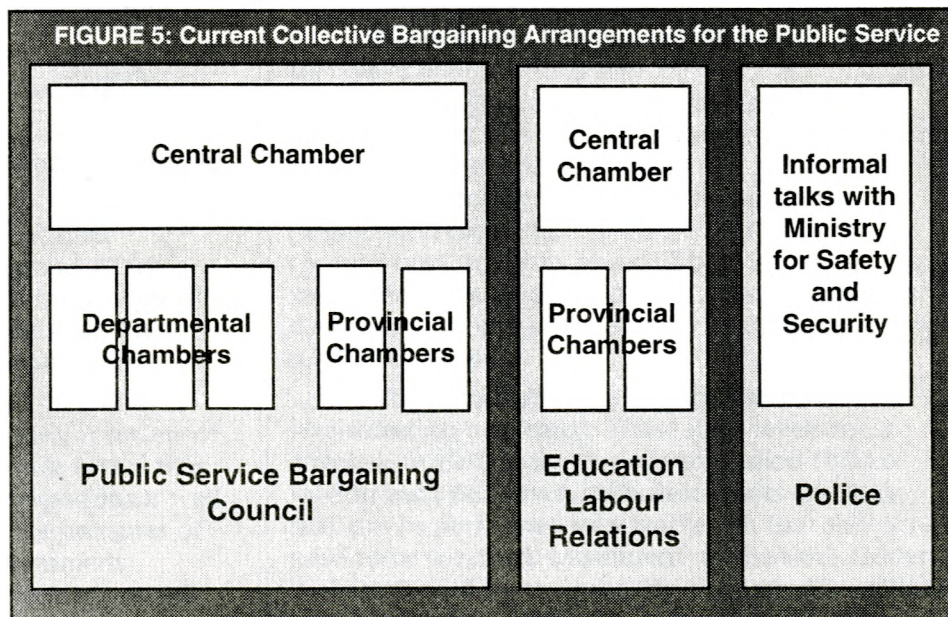 FIGURE 5: Current Collective Bargaining Arrangements for the Public Service
Central Chamber
Departmental
Chambers
Provincial
Chambers
Public Service Bargaining
Council
Central
Chamber
Provincial
Chambers
Education
Labour
Relations
Informal
talks with
Ministry
for Safety
and
Security
Police